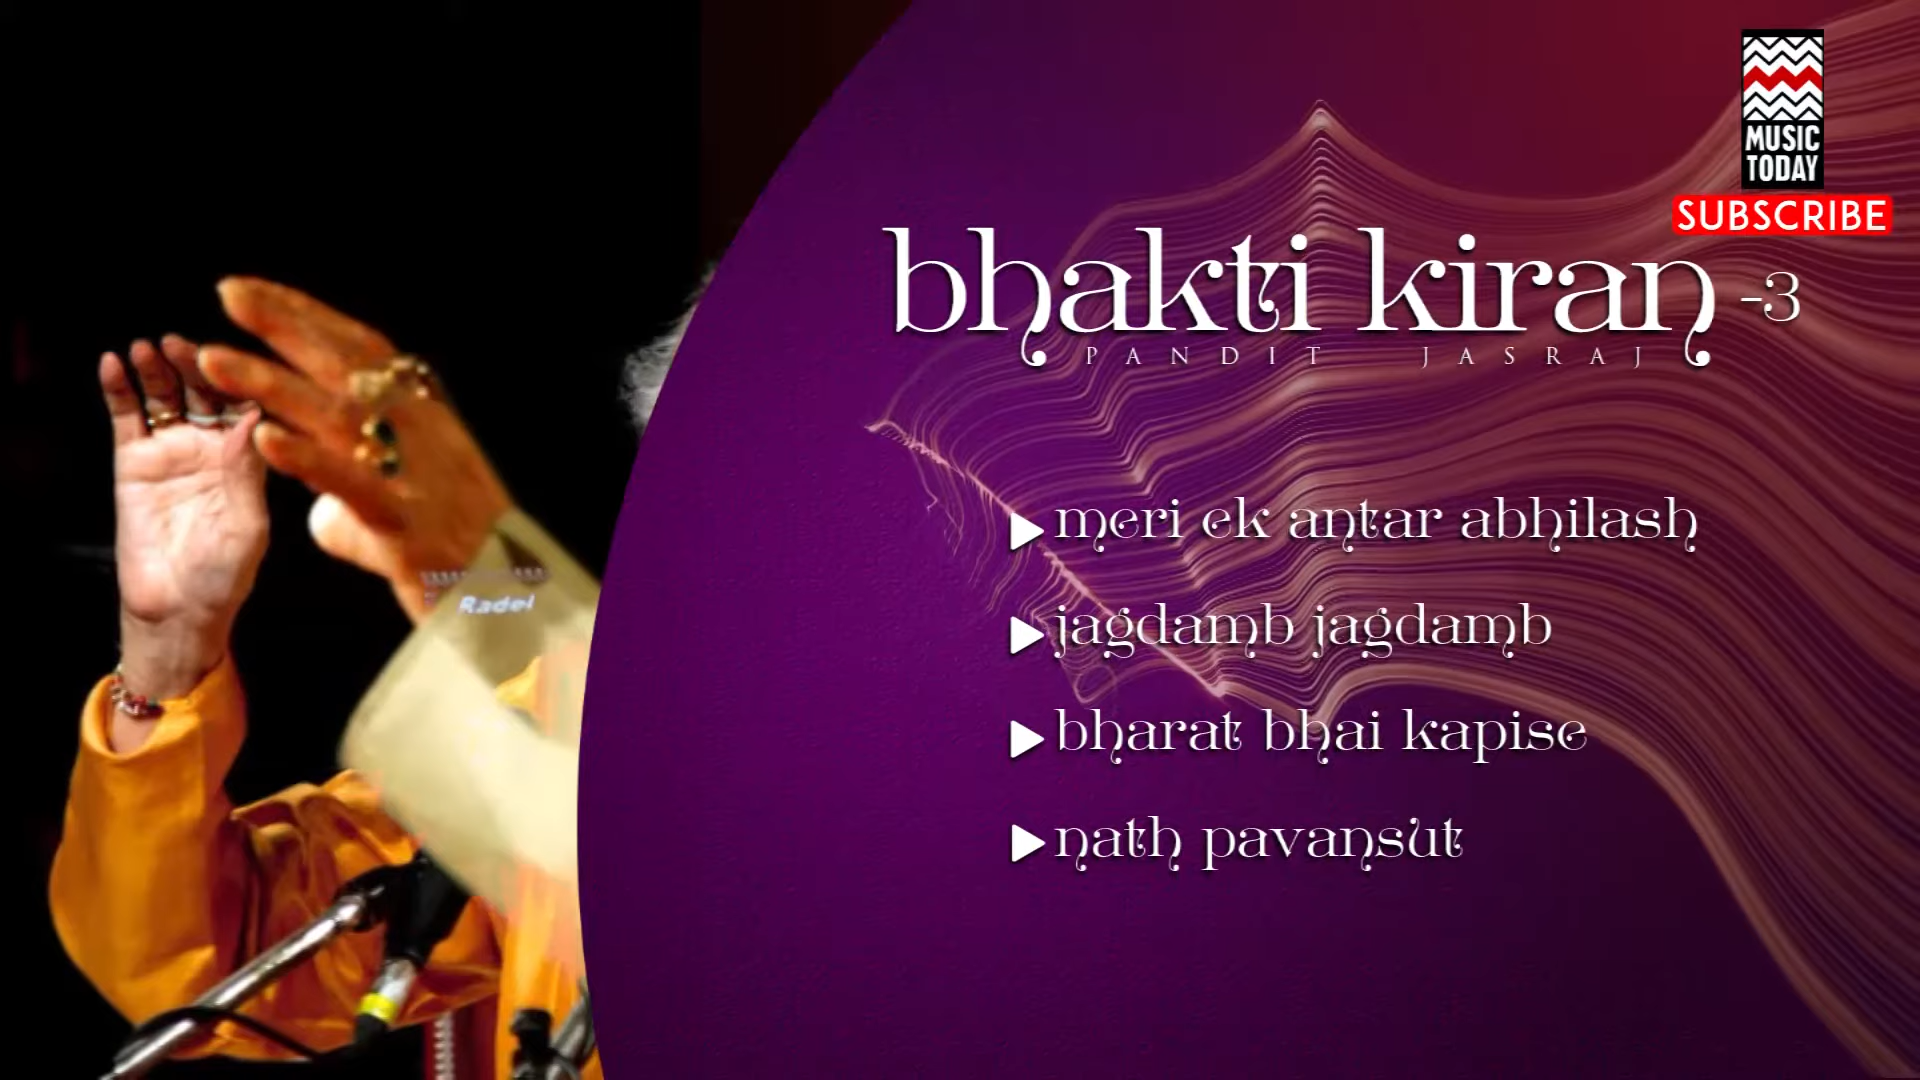 MUSIC
TODAY
SUBSCRIBE
bhakti kiran -3
PANDIT JASRAJ
meri ek antar abhilash
jagdamb jagdamb
bharat bhai kapise
nath pavansut
Radel